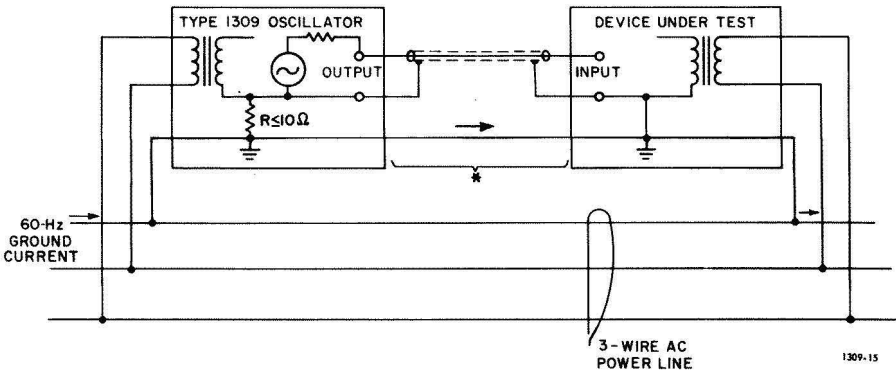 TYPE 1309 OSCILLATOR
DEVICE UNDER TEST
OUTPUT
INPUT
R≤10Ω
*
60-Hz
GROUND
CURRENT
3-WIRE AC
POWER LINE
1309-15